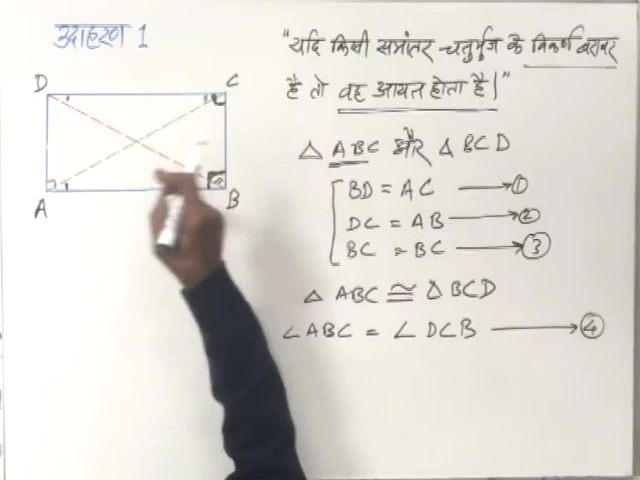 उदाहरण 1
"यदि किसी समांतर चतुर्भुज के विकर्ण बराबर
है तो वह आयत होता है।"
D C
A B
△ ABC और △ BCD
BD = AC → ①
DC = AB → ②
BC = BC → ③
△ ABC ≅ △ BCD
∠ ABC = ∠ DCB → ④